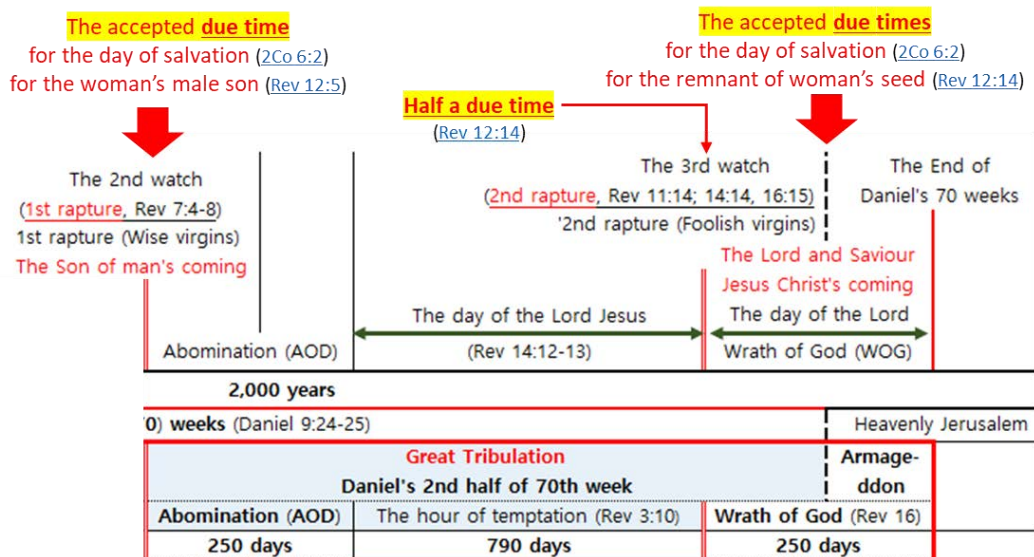 The accepted due time
for the day of salvation (2Co 6:2)
for the woman's male son (Rev 12:5)
The accepted due times
for the day of salvation (2Co 6:2)
for the remnant of woman's seed (Rev 12:14)
Half a due time
(Rev 12:14)
The 2nd watch
(1st rapture, Rev 7:4-8)
1st rapture (Wise virgins)
The Son of man's coming
The 3rd watch
(2nd rapture, Rev 11:14; 14:14, 16:15)
'2nd rapture (Foolish virgins)
The Lord and Saviour
Jesus Christ's coming
The End of
Daniel's 70 weeks
Abomination (AOD)
The day of the Lord Jesus
(Rev 14:12-13)
The day of the Lord
Wrath of God (WOG)
2,000 years
0) weeks (Daniel 9:24-25)
Heavenly Jerusalem
Great Tribulation
Daniel's 2nd half of 70th week
Armage-
ddon
Abomination (AOD)
The hour of temptation (Rev 3:10)
Wrath of God (Rev 16)
250 days
790 days
250 days